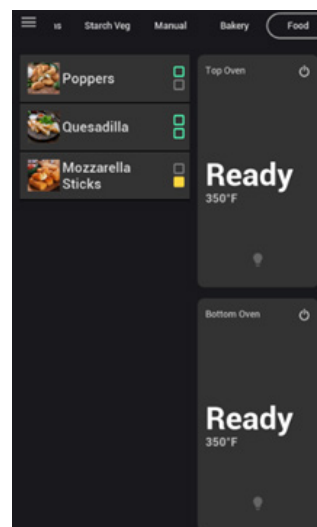 Starch Veg
Manual
Bakery
Food
Poppers
Quesadilla
Mozzarella
Sticks
Top Oven
Ready
350°F
Bottom Oven
Ready
350°F